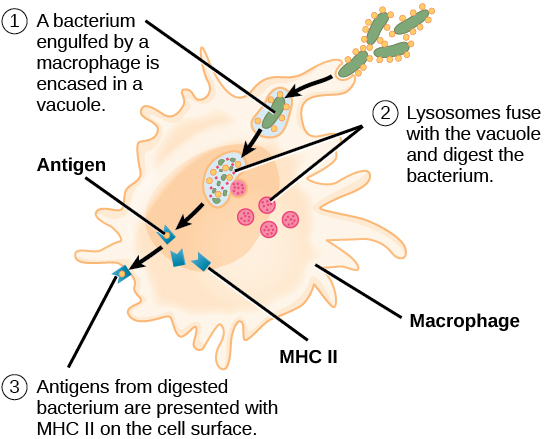 1 A bacterium
engulfed by a
macrophage is
encased in a
vacuole.
2 Lysosomes fuse
with the vacuole
and digest the
bacterium.
Antigen
Macrophage
MHC II
3 Antigens from digested
bacterium are presented with
MHC II on the cell surface.